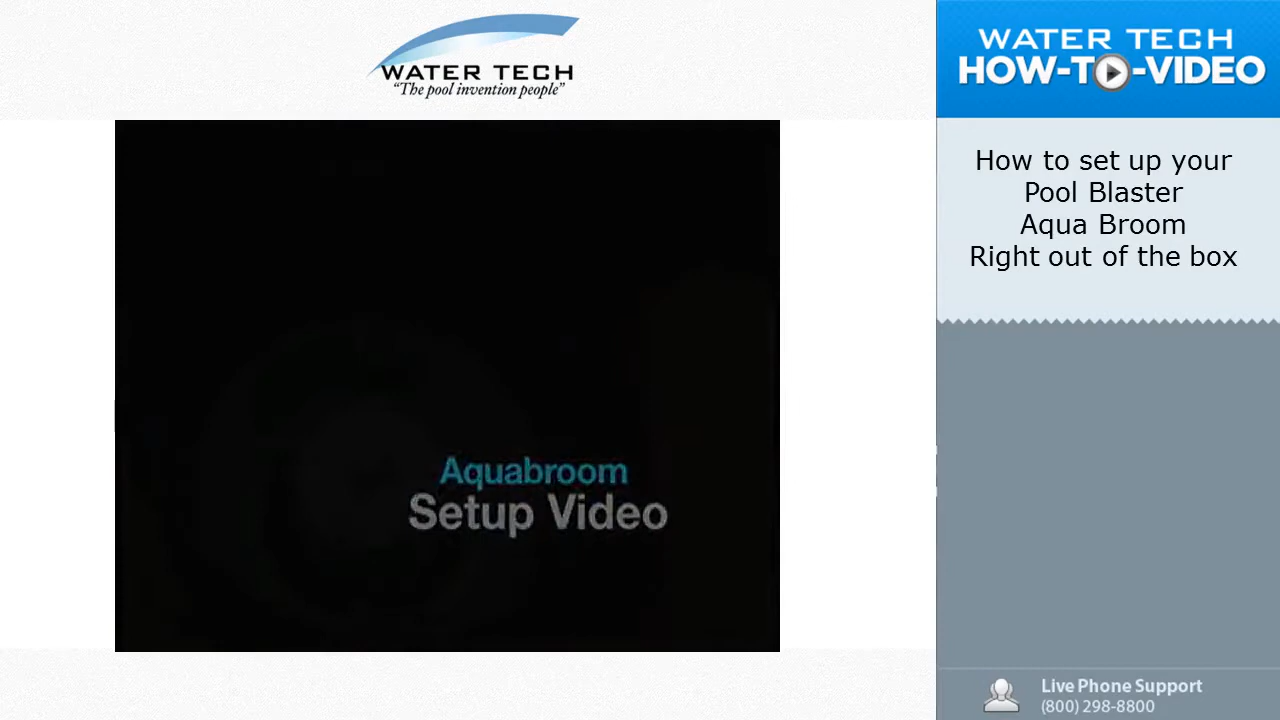 WATER TECH
“The pool invention people”
Aquabroom
Setup Video
WATER TECH
HOW-TO-VIDEO
How to set up your
Pool Blaster
Aqua Broom
Right out of the box
Live Phone Support
(800) 298-8800